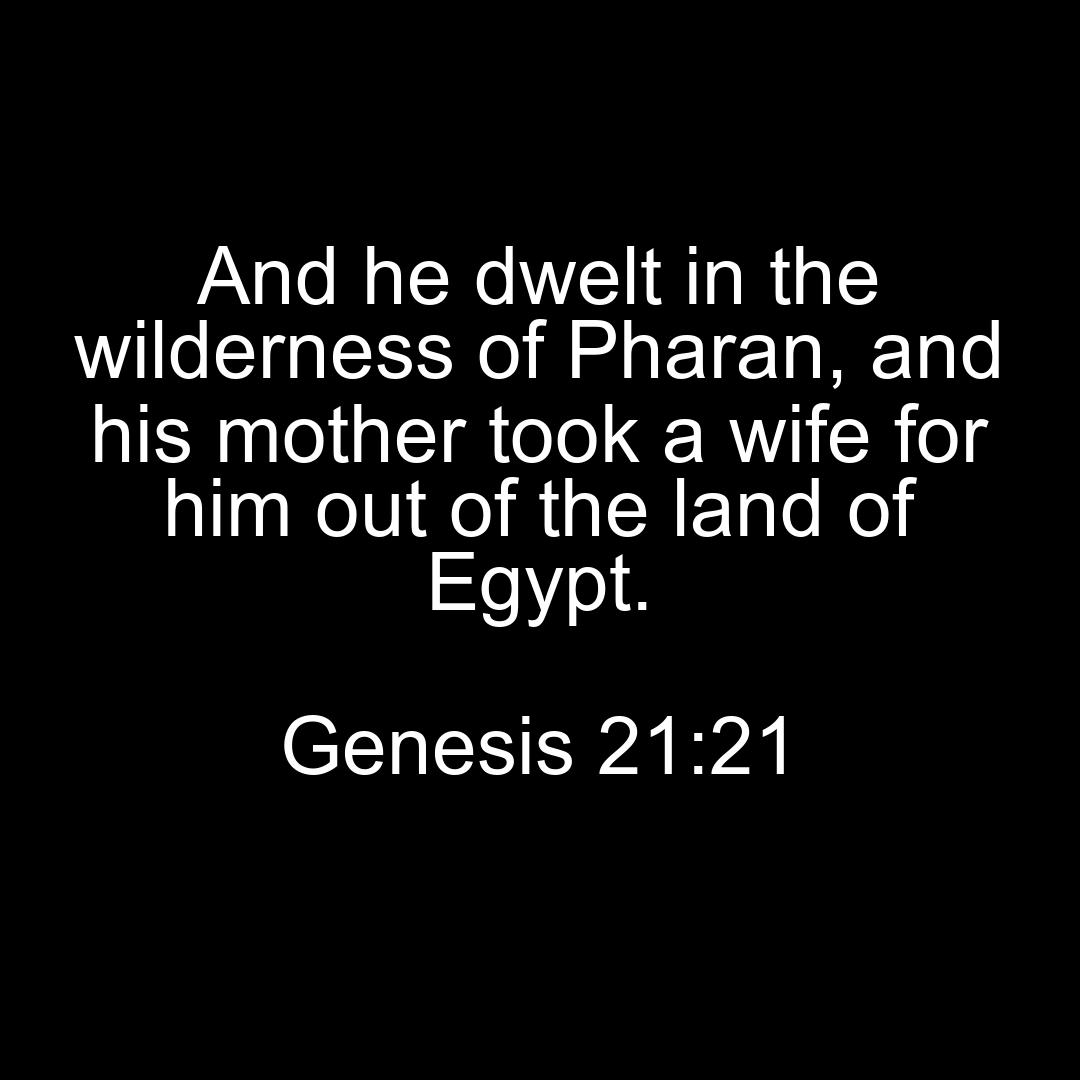 And he dwelt in the
wilderness of Pharan, and
his mother took a wife for
him out of the land of
Egypt.
Genesis 21:21